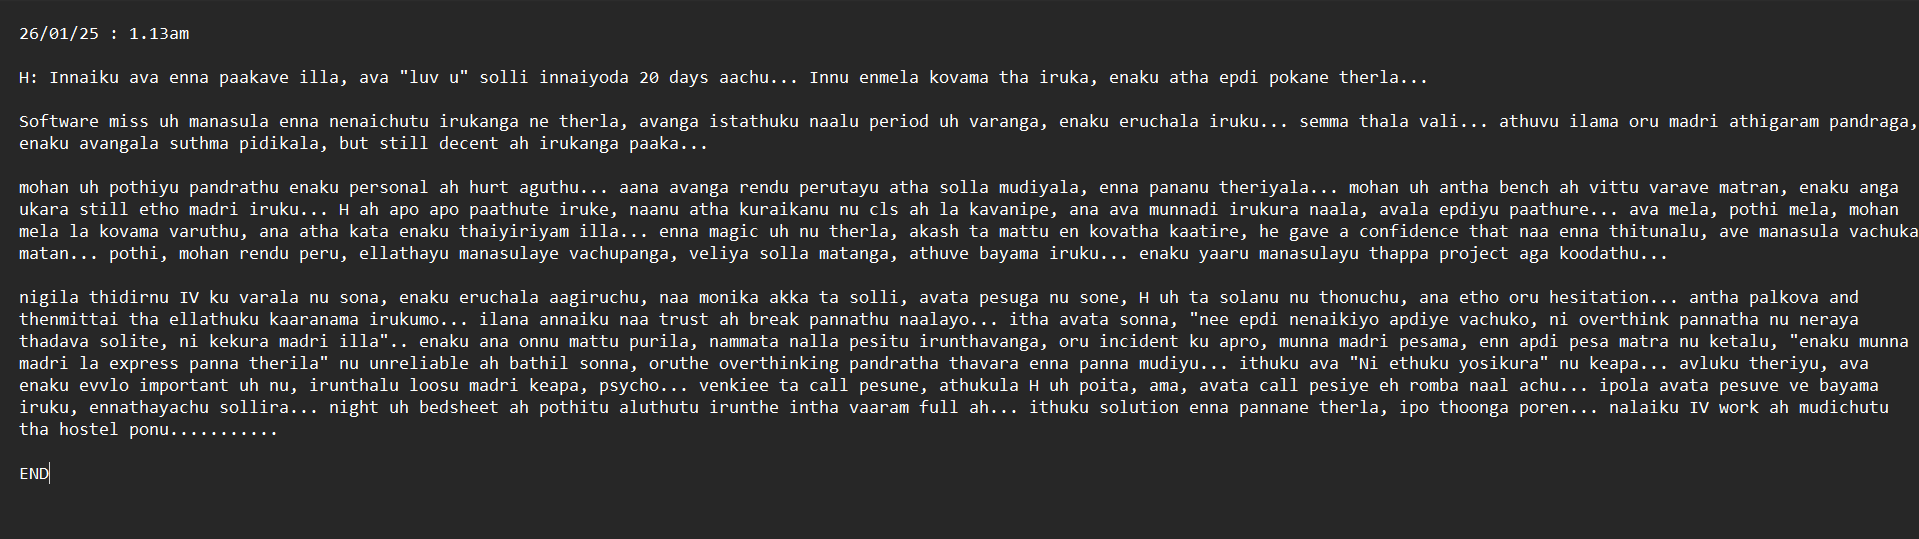 26/01/25 : 1.13am
H: Innaiku ava enna paakave illa, ava "luv u" solli innaiyoda 20 days aachu... Innu enmela kovama tha iruka, enaku atha epdi pokane therla...
Software miss uh manasula enna nenaichutu irukanga ne therla, avanga istathuku naalu period uh varanga, enaku eruchala iruku... semma thala vali... athuvu ilama oru madri athigaram pandraga,
enaku avangala suthma pidikala, but still decent ah irukanga paaka...
mohan uh pothiyu pandrathu enaku personal ah hurt aguthu... aana avanga rendu perutayu atha solla mudiyala, enna pananu theriyala... mohan uh antha bench ah vittu varave matran, enaku anga
ukara still etho madri iruku... H ah apo apo paathute iruke, naanu atha kuraikanu nu cls ah la kavanipe, ana ava munnadi irukura naala, avala epdiyu paathure... ava mela, pothi mela, mohan
mela la kovama varuthu, ana atha kata enaku thaiyiriyam illa... enna magic uh nu therla, akash ta mattu en kovatha kaatire, he gave a confidence that naa enna thitunalu, ave manasula vachuka
matan... pothi, mohan rendu peru, ellathayu manasulaye vachupanga, veliya solla matanga, athuve bayama iruku... enaku yaaru manasulayu thappa project aga koodathu...
nigila thidirnu IV ku varala nu sona, enaku eruchala aagiruchu, naa monika akka ta solli, avata pesuga nu sone, H uh ta solanu nu thonuchu, ana etho oru hesitation... antha palkova and
thenmittai tha ellathuku kaaranama irukumo... ilana annaiku naa trust ah break pannathu naalayo... itha avata sonna, "nee epdi nenaikiyo apdiye vachuko, ni overthink pannatha nu neraya
thadava solite, ni kekura madri illa".. enaku ana onnu mattu purila, nammata nalla pesitu irunthavanga, oru incident ku apro, munna madri pesama, enn apdi pesa matra nu ketalu, "enaku munna
madri la express panna therila" nu unreliable ah bathil sonna, oruthe overthinking pandratha thavara enna panna mudiyu... ithuku ava "Ni ethuku yosikura" nu keapa... avluku theriyu, ava
enaku evvlo important uh nu, irunthalu loosu madri keapa, psycho... venkiee ta call pesune, athukula H uh poita, ama, avata call pesiye eh romba naal achu... ipola avata pesuve ve bayama
iruku, ennathayachu sollira... night uh bedsheet ah pothitu aluthutu irunthe intha vaaram full ah... ithuku solution enna pannane therla, ipo thoonga poren... nalaiku IV work ah mudichutu
tha hostel ponu...........
END